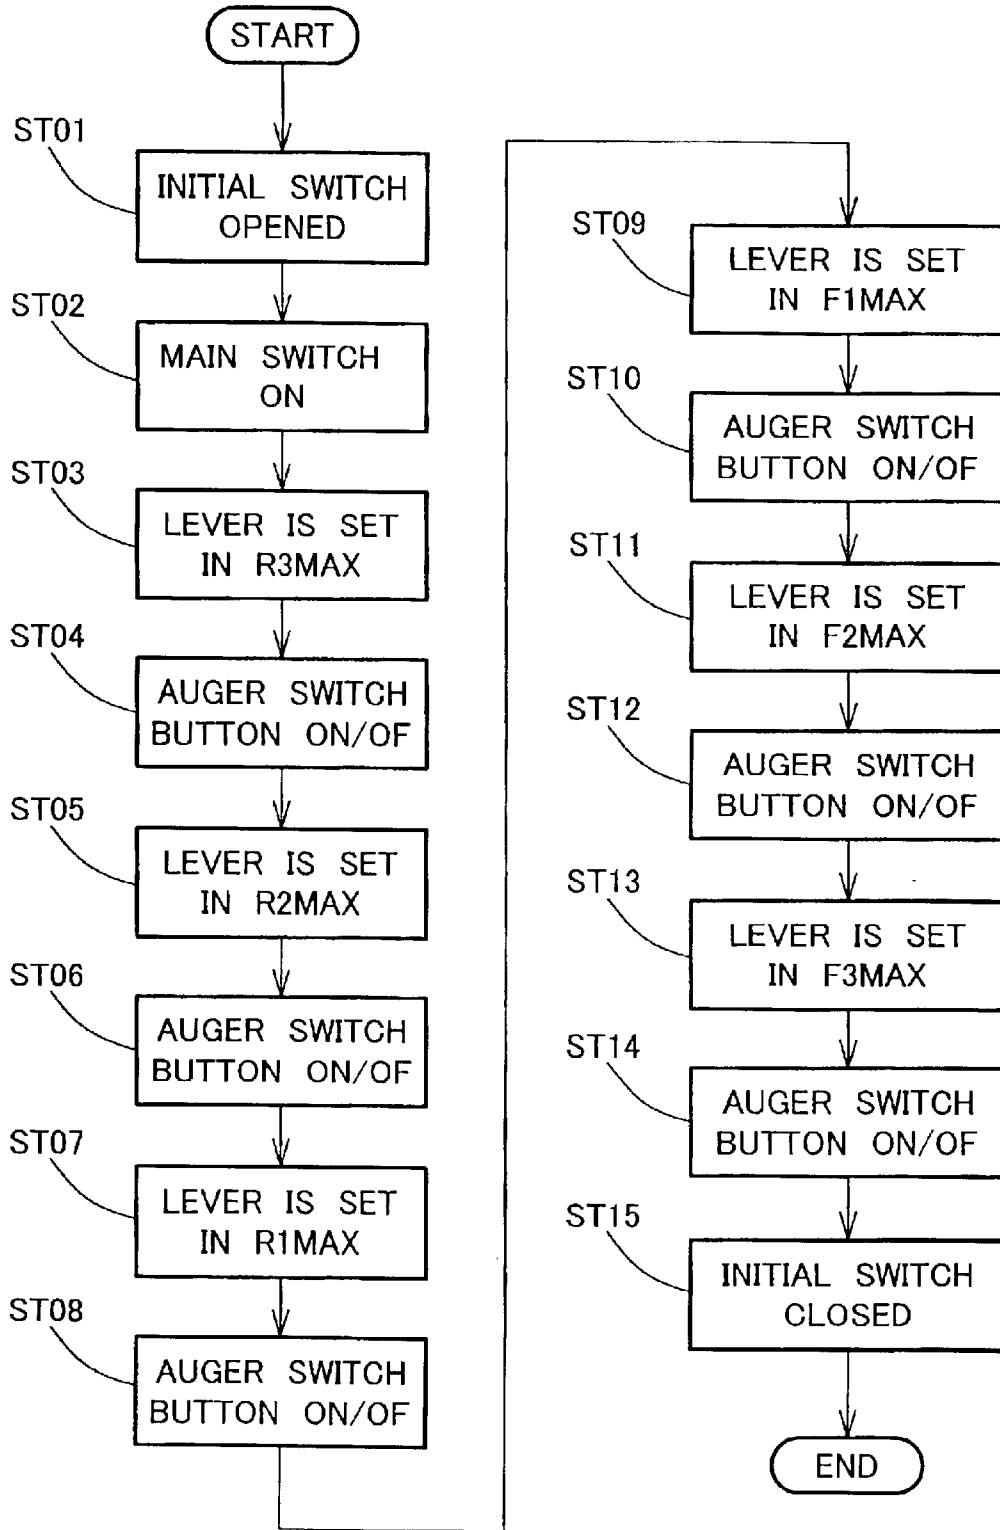 START
ST01
INITIAL SWITCH
OPENED
ST02
MAIN SWITCH
ON
ST03
LEVER IS SET
IN R3MAX
ST04
AUGER SWITCH
BUTTON ON/OF
ST05
LEVER IS SET
IN R2MAX
ST06
AUGER SWITCH
BUTTON ON/OF
ST07
LEVER IS SET
IN R1MAX
ST08
AUGER SWITCH
BUTTON ON/OF
ST09
LEVER IS SET
IN F1MAX
ST10
AUGER SWITCH
BUTTON ON/OF
ST11
LEVER IS SET
IN F2MAX
ST12
AUGER SWITCH
BUTTON ON/OF
ST13
LEVER IS SET
IN F3MAX
ST14
AUGER SWITCH
BUTTON ON/OF
ST15
INITIAL SWITCH
CLOSED
END